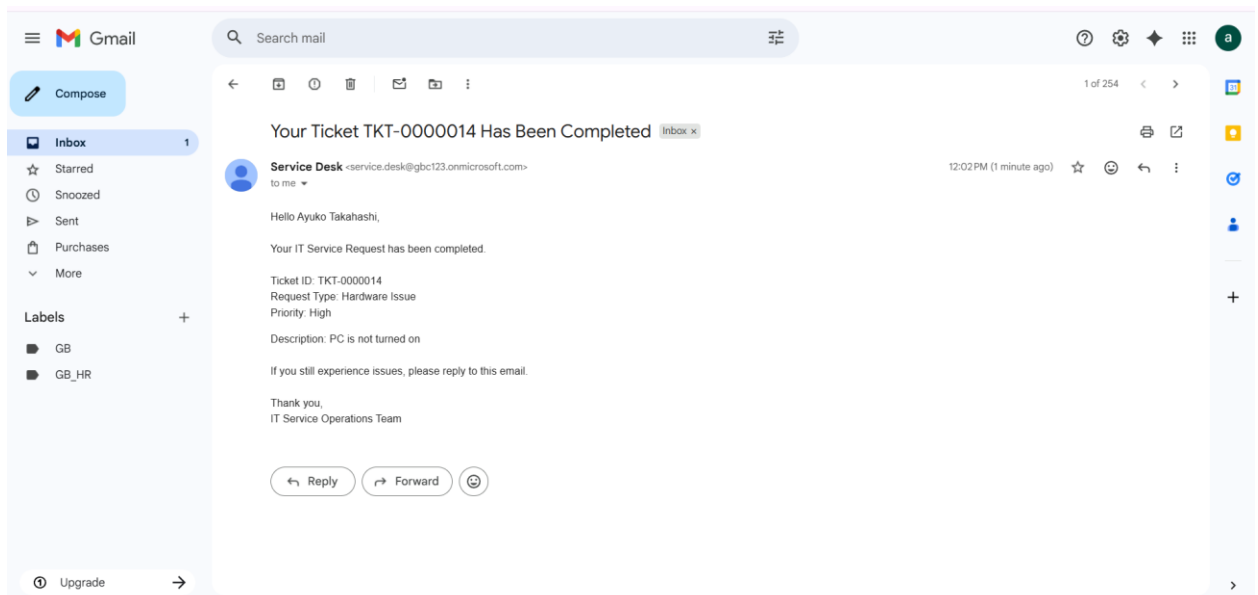 Gmail
Search mail
a
Compose
1 of 254
31
Your Ticket TKT-0000014 Has Been Completed Inbox ×
Inbox 1
Service Desk <service.desk@gbc123.onmicrosoft.com>
12:02 PM (1 minute ago)
to me
Starred
Snoozed
Sent
Purchases
More
Hello Ayuko Takahashi,
Your IT Service Request has been completed.
Ticket ID: TKT-0000014
Request Type: Hardware Issue
Priority: High
Labels
Description: PC is not turned on
GB
GB_HR
If you still experience issues, please reply to this email.
Thank you,
IT Service Operations Team
Reply
Forward
Upgrade